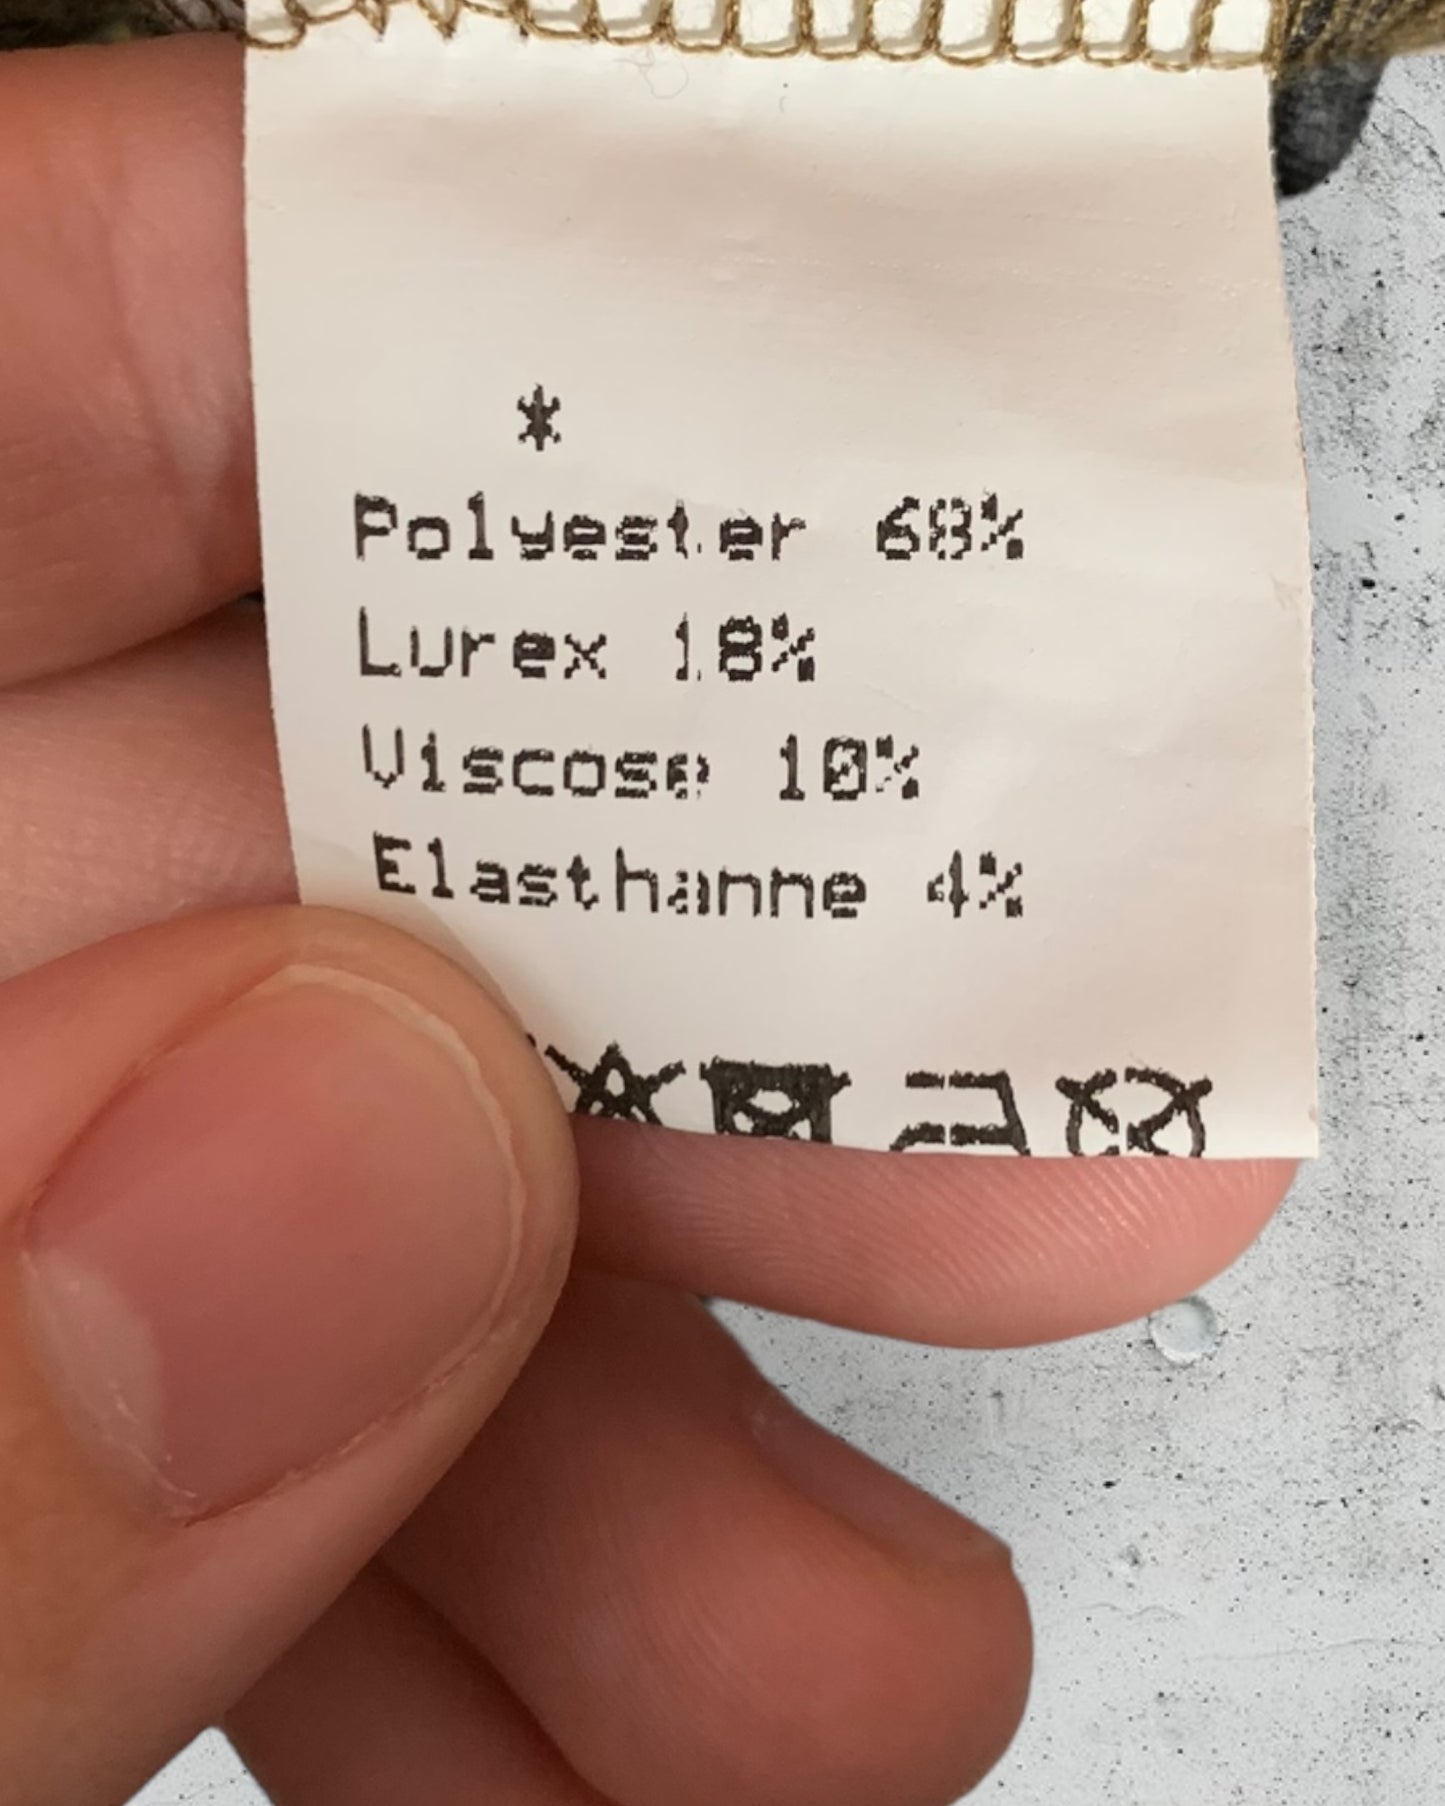 *
Polyester 68%
Lurex 18%
Viscose 10%
Elasthanne 4%